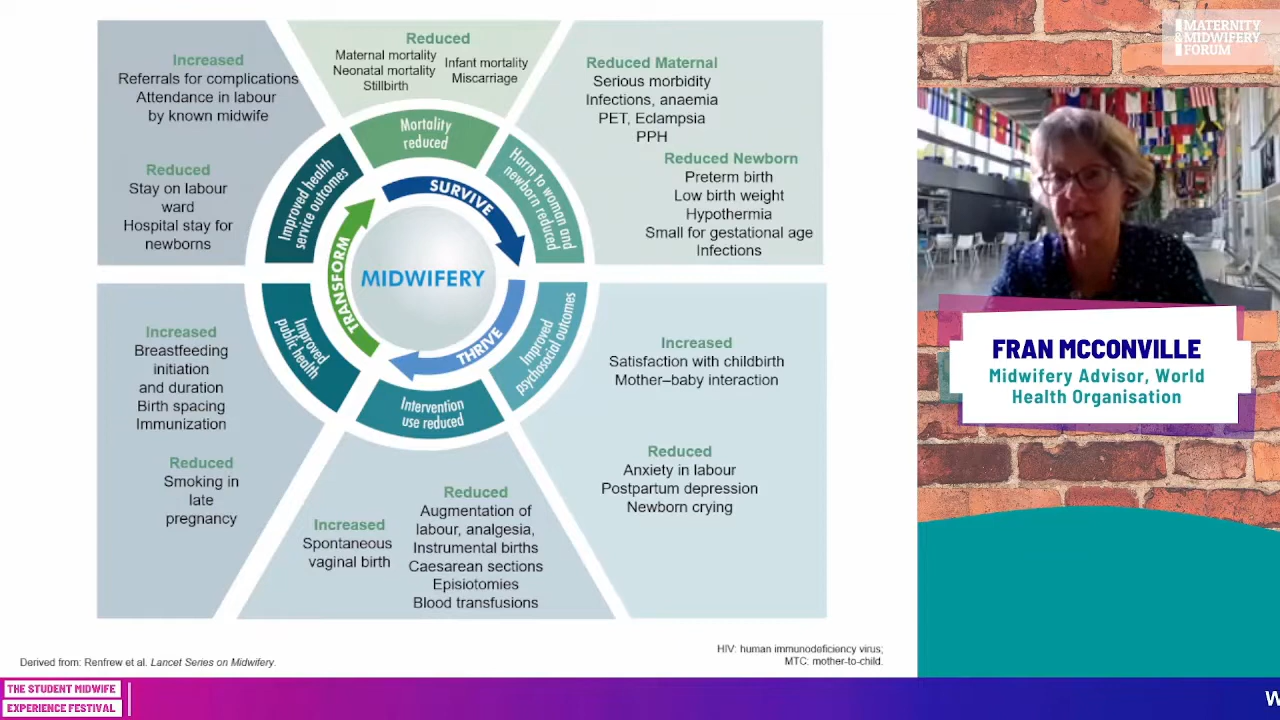 Increased
Referrals for complications
Attendance in labour
by known midwife
Reduced
Stay on labour
ward
Hospital stay for
newborns
Reduced
Maternal mortality
Neonatal mortality
Stillbirth
Infant mortality
Miscarriage
Reduced Maternal
Serious morbidity
Infections, anaemia
PET, Eclampsia
PPH
Reduced Newborn
Preterm birth
Low birth weight
Hypothermia
Small for gestational age
Infections
Mortality
reduced
Harm to woman and
newborn reduced
Improved
psychosocial outcomes
Intervention
use reduced
Improved
public health
Improved health
service outcomes
SURVIVE
THRIVE
TRANSFORM
MIDWIFERY
Increased
Breastfeeding
initiation
and duration
Birth spacing
Immunization
Reduced
Smoking in
late
pregnancy
Increased
Spontaneous
vaginal birth
Reduced
Augmentation of
labour, analgesia,
Instrumental births
Caesarean sections
Episiotomies
Blood transfusions
Increased
Satisfaction with childbirth
Mother–baby interaction
Reduced
Anxiety in labour
Postpartum depression
Newborn crying
Derived from: Renfrew et al. Lancet Series on Midwifery.
HIV: human immunodeficiency virus;
MTC: mother-to-child.
MATERNITY
&MIDWIFERY
FORUM
FRAN MCCONVILLE
Midwifery Advisor, World
Health Organisation
THE STUDENT MIDWIFE
EXPERIENCE FESTIVAL